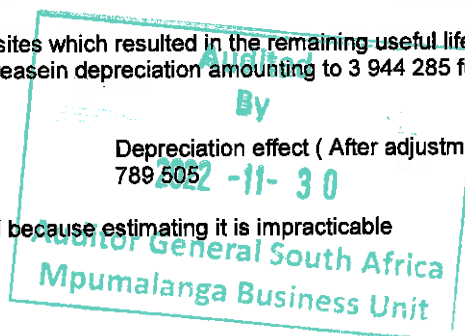 sites which resulted in the remaining useful life
easein depreciation amounting to 3 944 285 f
Audited
By
Depreciation effect ( After adjustm
789 505
2022 -11- 30
because estimating it is impracticable
Auditor General South Africa
Mpumalanga Business Unit